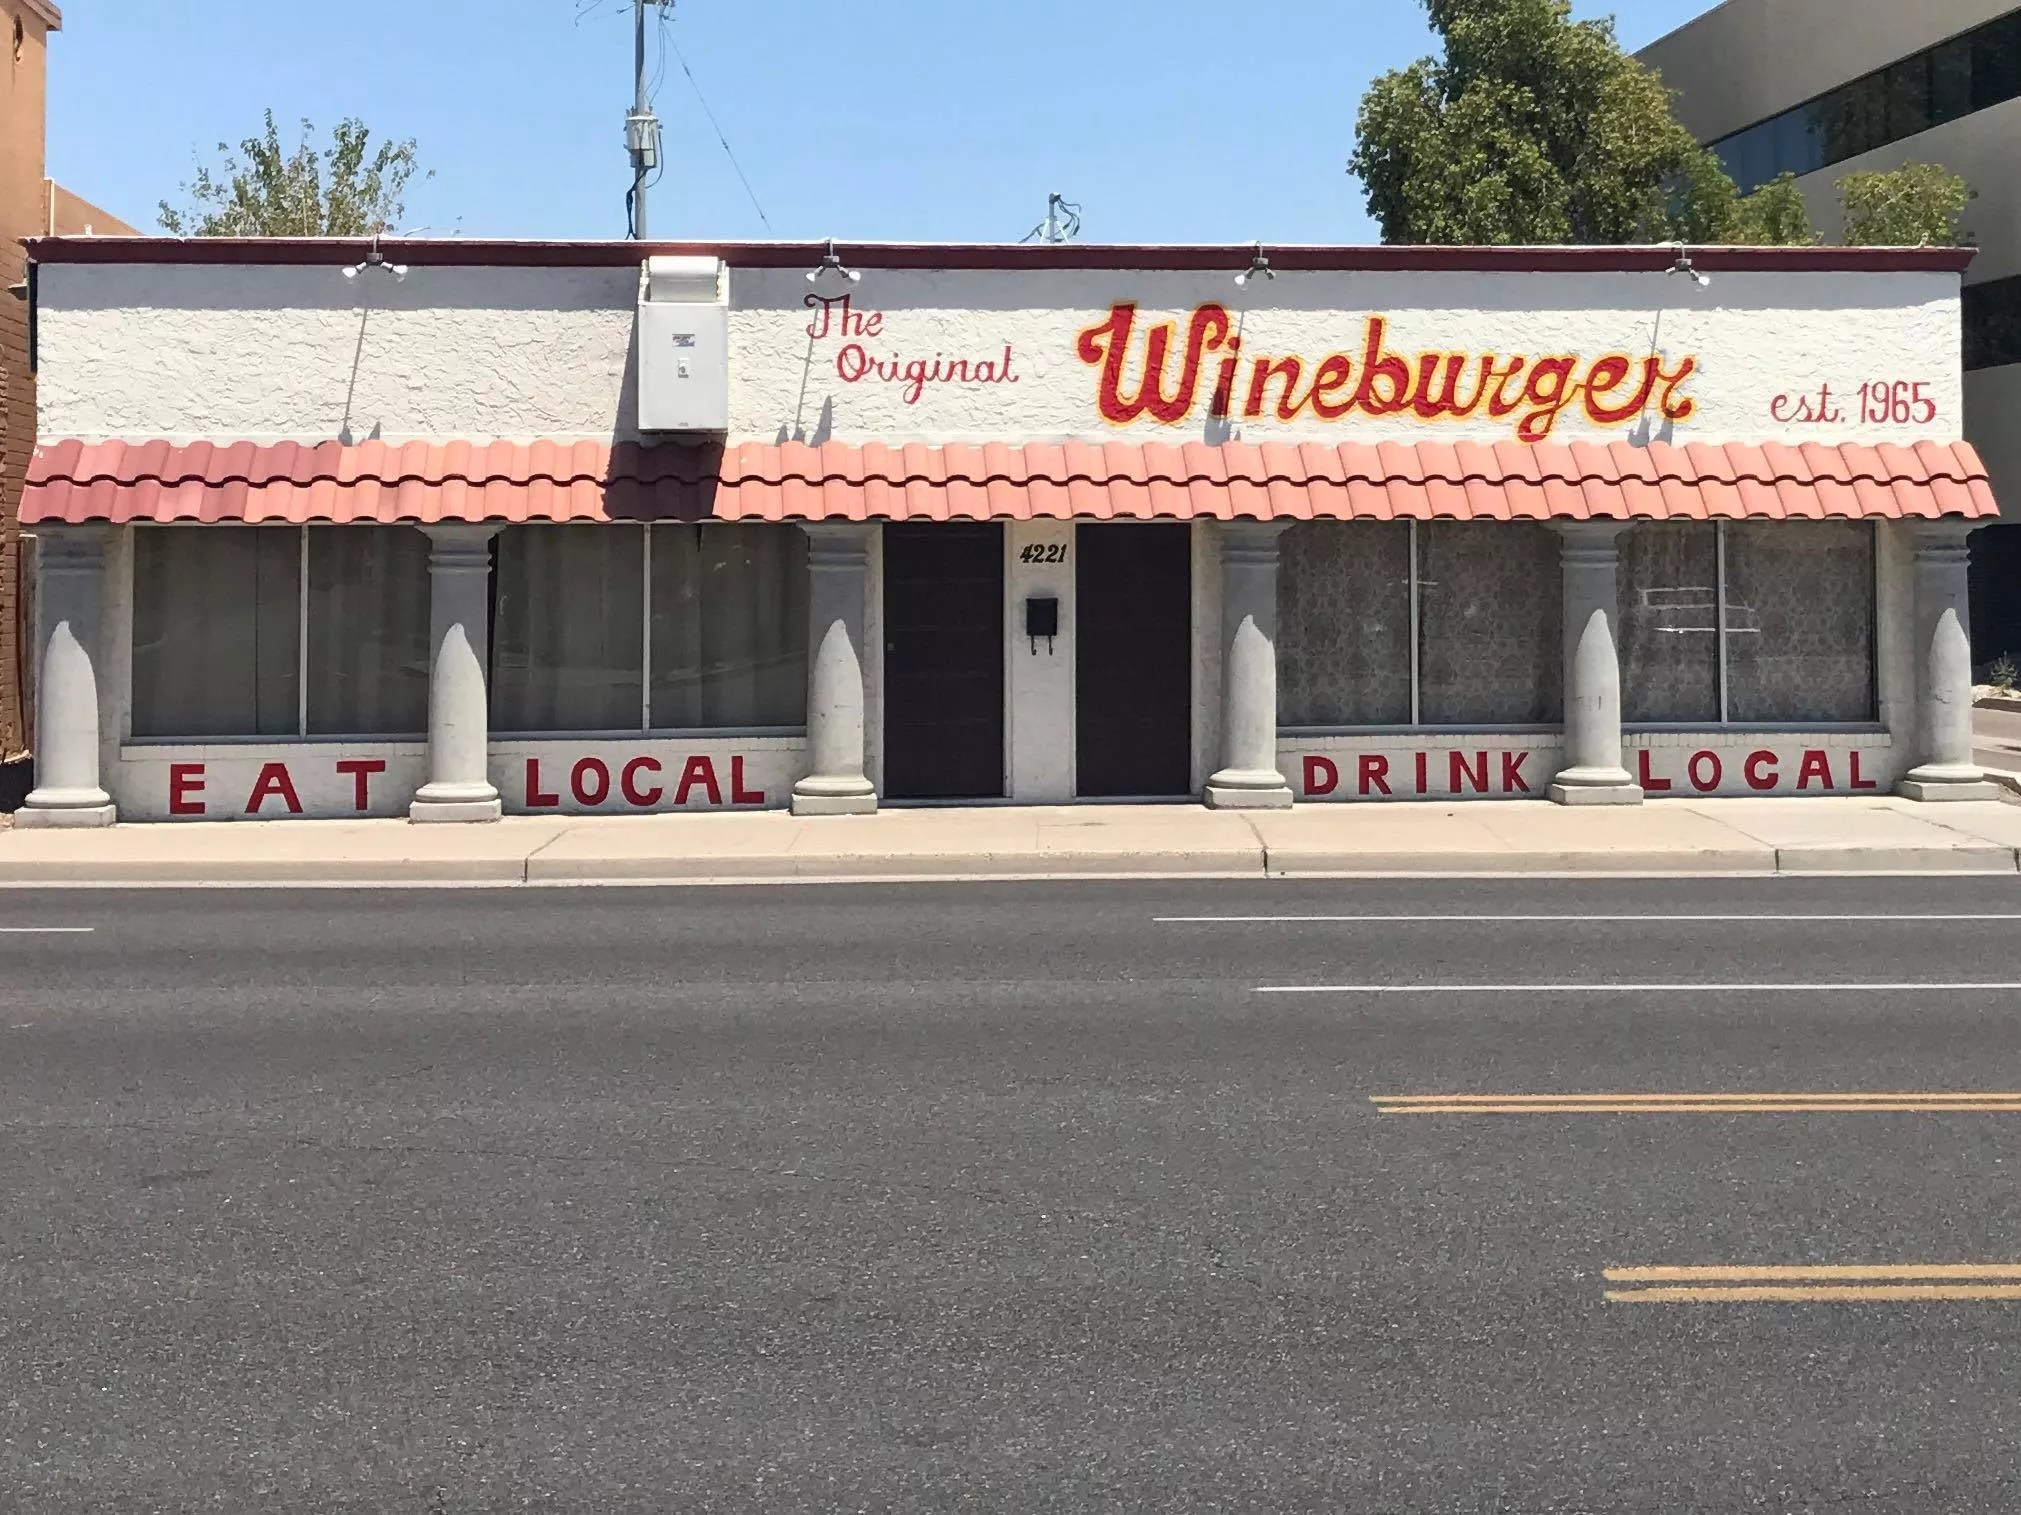 The
Original
Wineburger
est. 1965
4221
EAT LOCAL
DRINK LOCAL